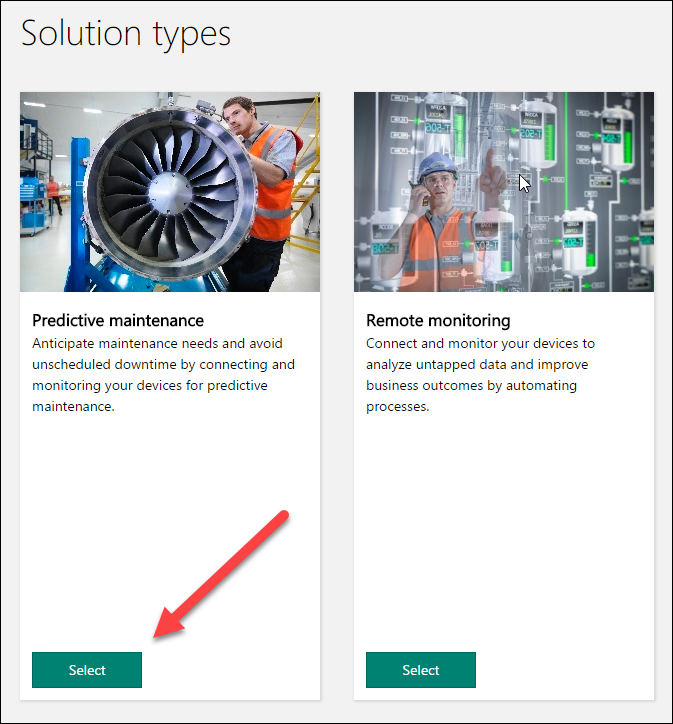 Solution types
Predictive maintenance
Anticipate maintenance needs and avoid
unscheduled downtime by connecting and
monitoring your devices for predictive
maintenance.
Select
Remote monitoring
Connect and monitor your devices to
analyze untapped data and improve
business outcomes by automating
processes.
Select